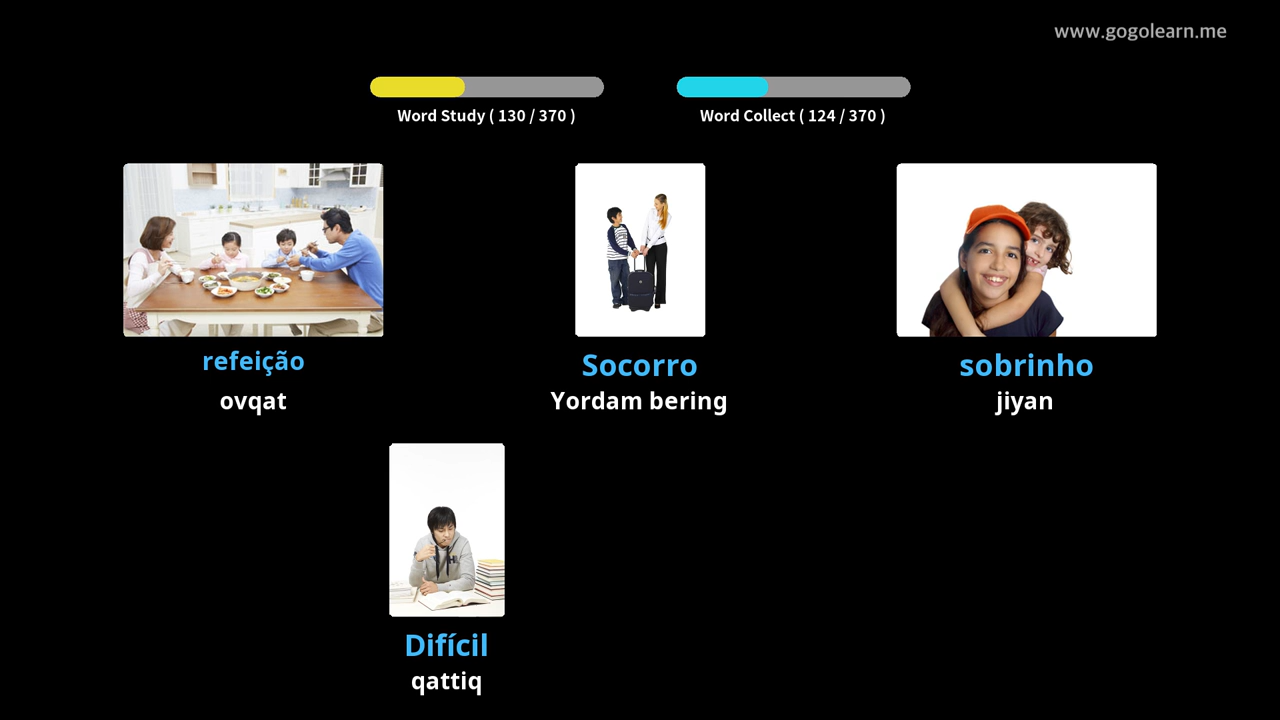 www.gogolearn.me
Word Study ( 130 / 370 )
Word Collect ( 124 / 370 )
refeição
ovqat
Socorro
Yordam bering
sobrinho
jiyan
Difícil
qattiq